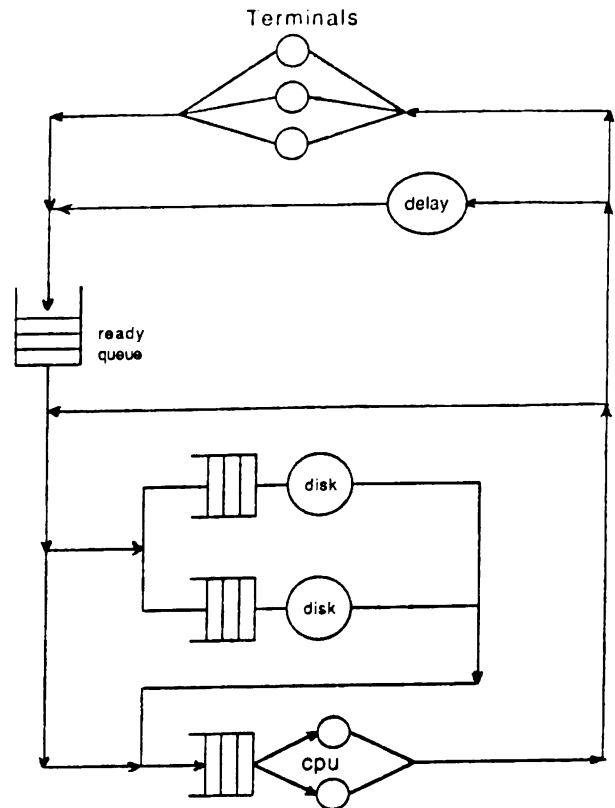 Terminals
delay
ready
queue
disk
disk
cpu